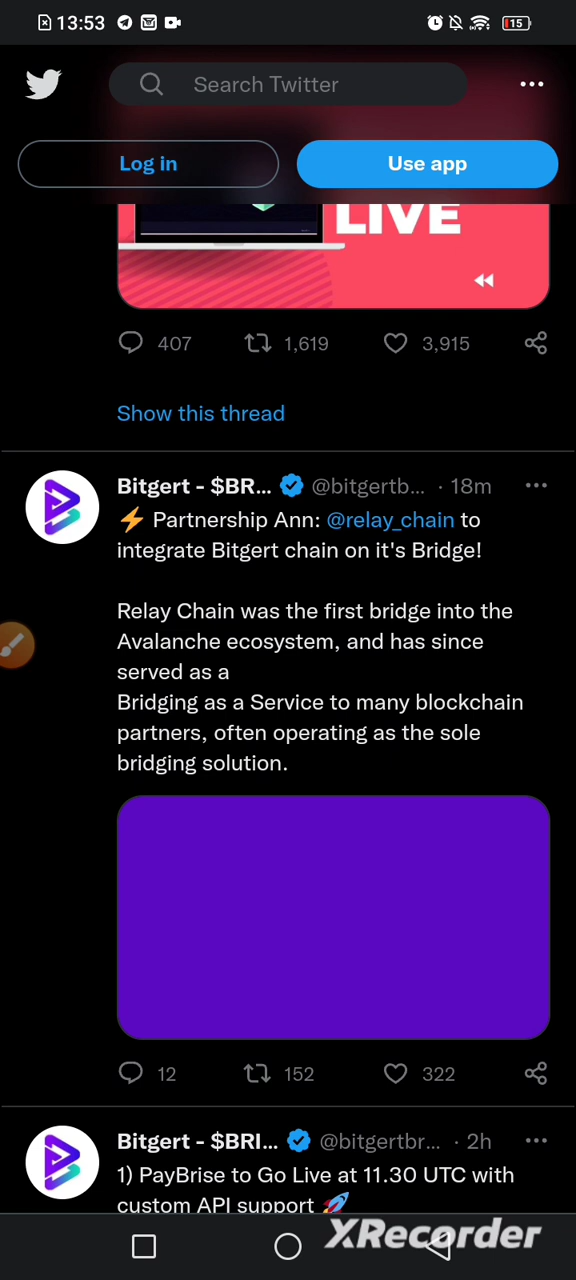 13:53
15
Search Twitter
Log in
Use app
LIVE
407 1,619 3,915
Show this thread
Bitgert - $BR... @bitgertb... · 18m
⚡ Partnership Ann: @relay_chain to
integrate Bitgert chain on it's Bridge!
Relay Chain was the first bridge into the
Avalanche ecosystem, and has since
served as a
Bridging as a Service to many blockchain
partners, often operating as the sole
bridging solution.
12 152 322
Bitgert - $BRI... @bitgertbr... · 2h
1) PayBrise to Go Live at 11.30 UTC with
custom API support 🚀
XRecorder